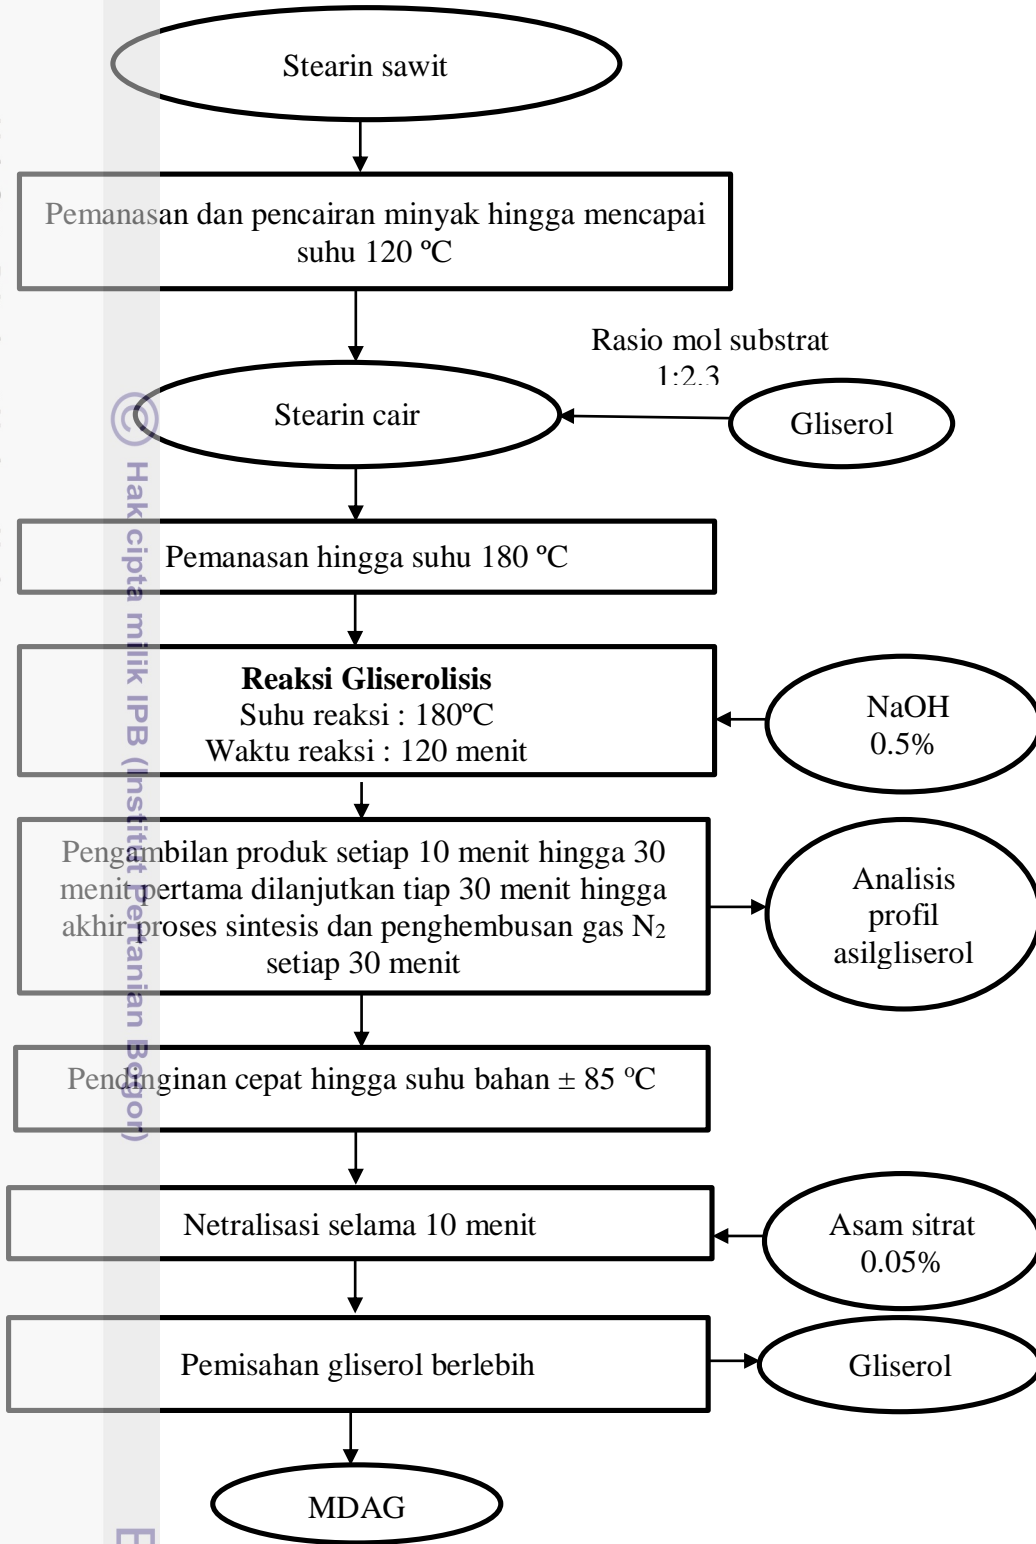 Stearin sawit
Pemanasan dan pencairan minyak hingga mencapai
suhu 120 ºC
Rasio mol substrat
1:2.3
Stearin cair
Gliserol
Pemanasan hingga suhu 180 ºC
Reaksi Gliserolisis
Suhu reaksi : 180ºC
Waktu reaksi : 120 menit
NaOH
0.5%
Pengambilan produk setiap 10 menit hingga 30
menit pertama dilanjutkan tiap 30 menit hingga
akhir proses sintesis dan penghembusan gas N₂
setiap 30 menit
Analisis
profil
asilgliserol
Pendinginan cepat hingga suhu bahan ± 85 ºC
Netralisasi selama 10 menit
Asam sitrat
0.05%
Pemisahan gliserol berlebih
Gliserol
MDAG
© Hak cipta milik IPB (Institut Pertanian Bogor)